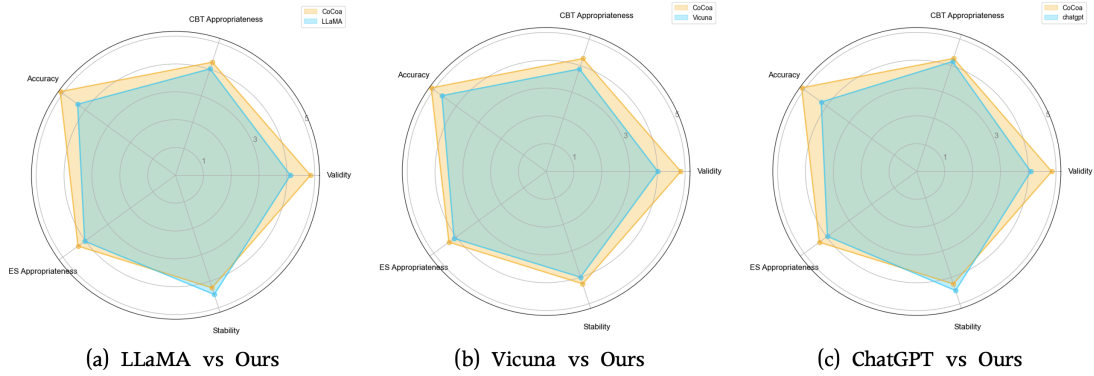 CBT Appropriateness
CoCoa
LLaMA
Accuracy
5
3
1
Validity
ES Appropriateness
Stability
(a) LLaMA vs Ours
CBT Appropriateness
CoCoa
Vicuna
Accuracy
5
3
1
Validity
ES Appropriateness
Stability
(b) Vicuna vs Ours
CBT Appropriateness
CoCoa
chatgpt
Accuracy
5
3
1
Validity
ES Appropriateness
Stability
(c) ChatGPT vs Ours